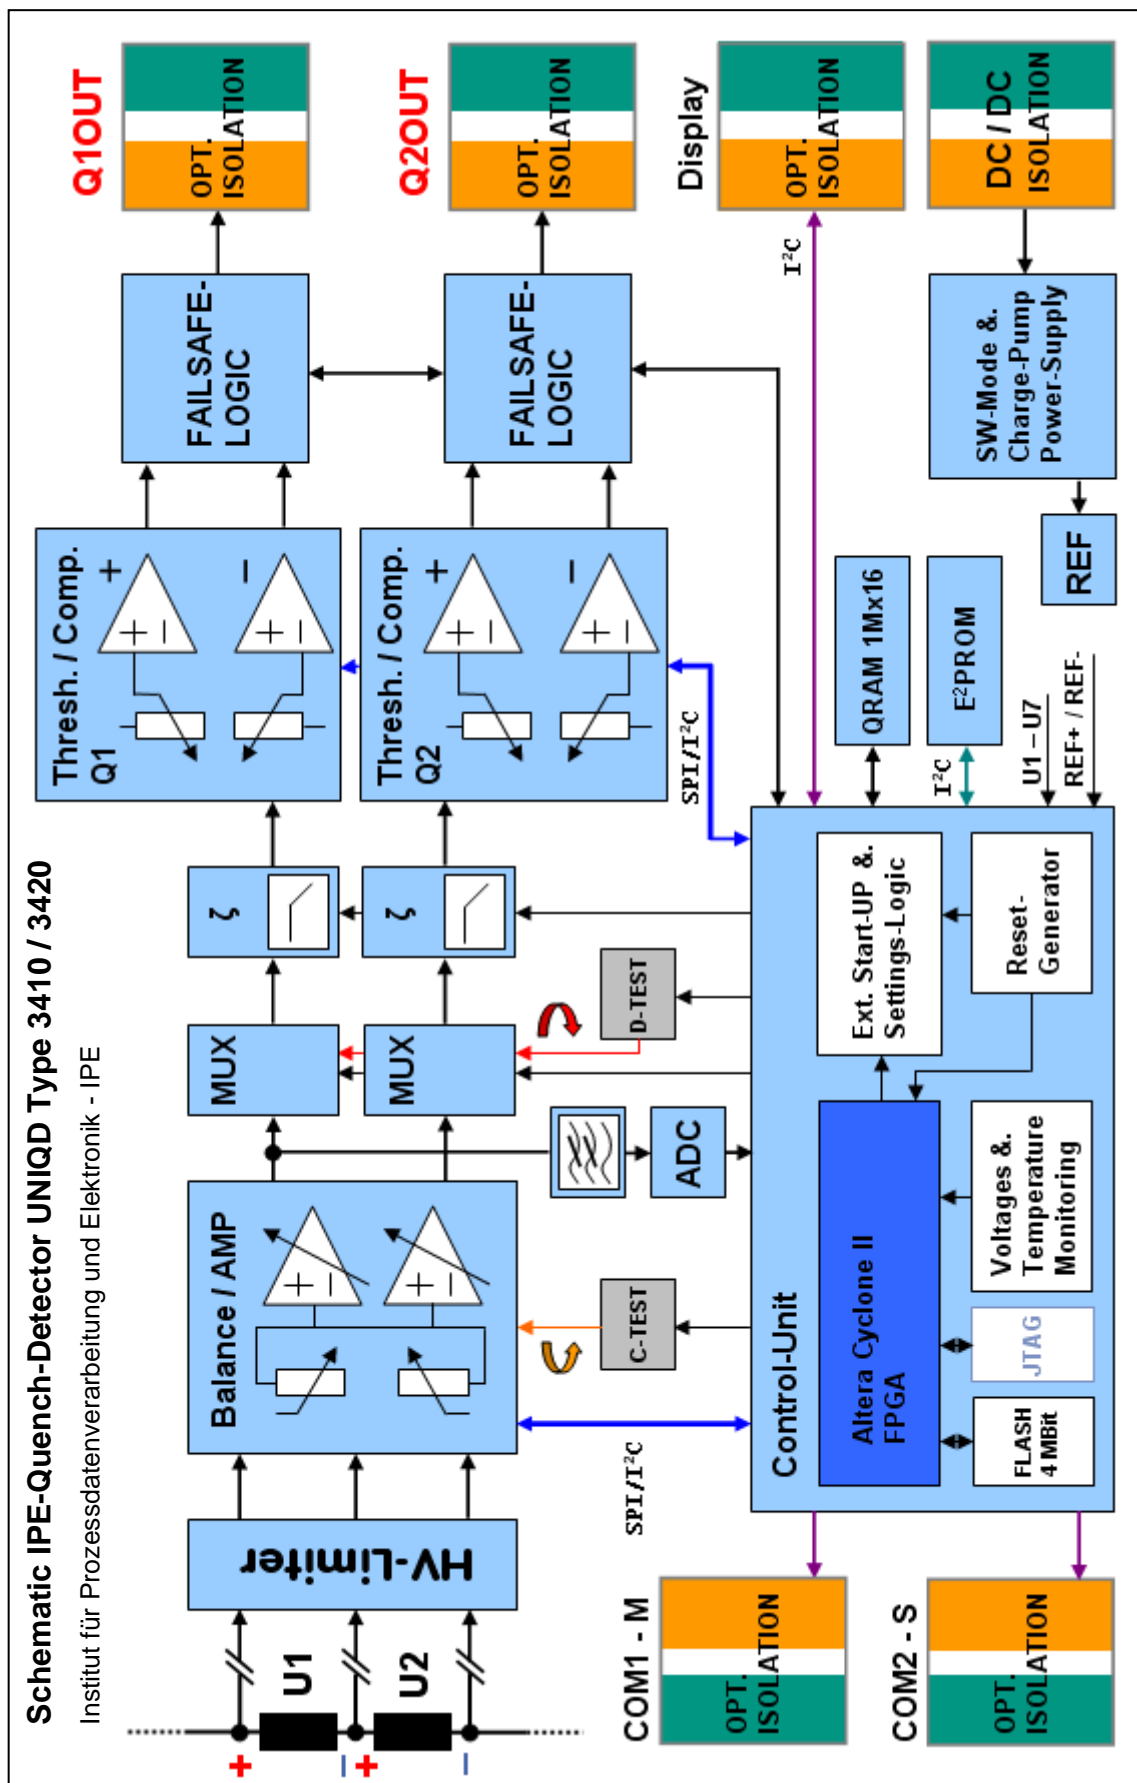 Schematic IPE-Quench-Detector UNIQD Type 3410 / 3420
Institut für Prozessdatenverarbeitung und Elektronik - IPE
+
U1
–
+
U2
–
HV-Limiter
Balance / AMP
+
–
+
–
MUX
MUX
ζ
ζ
Thresh. / Comp.
Q1
+
–
+
–
+
–
Thresh. / Comp.
Q2
+
–
+
–
+
–
FAILSAFE-
LOGIC
FAILSAFE-
LOGIC
Q1OUT
OPT.
ISOLATION
Q2OUT
OPT.
ISOLATION
SPI/I²C
C-TEST
ADC
D-TEST
SPI/I²C
I²C
Display
OPT.
ISOLATION
COM1 - M
OPT.
ISOLATION
COM2 - S
OPT.
ISOLATION
Control-Unit
Altera Cyclone II
FPGA
Ext. Start-UP &.
Settings-Logic
FLASH
4 MBit
JTAG
Voltages &.
Temperature
Monitoring
Reset-
Generator
QRAM 1Mx16
I²C
E²PROM
U1 – U7
REF+ / REF-
REF
SW-Mode &.
Charge-Pump
Power-Supply
DC / DC
ISOLATION